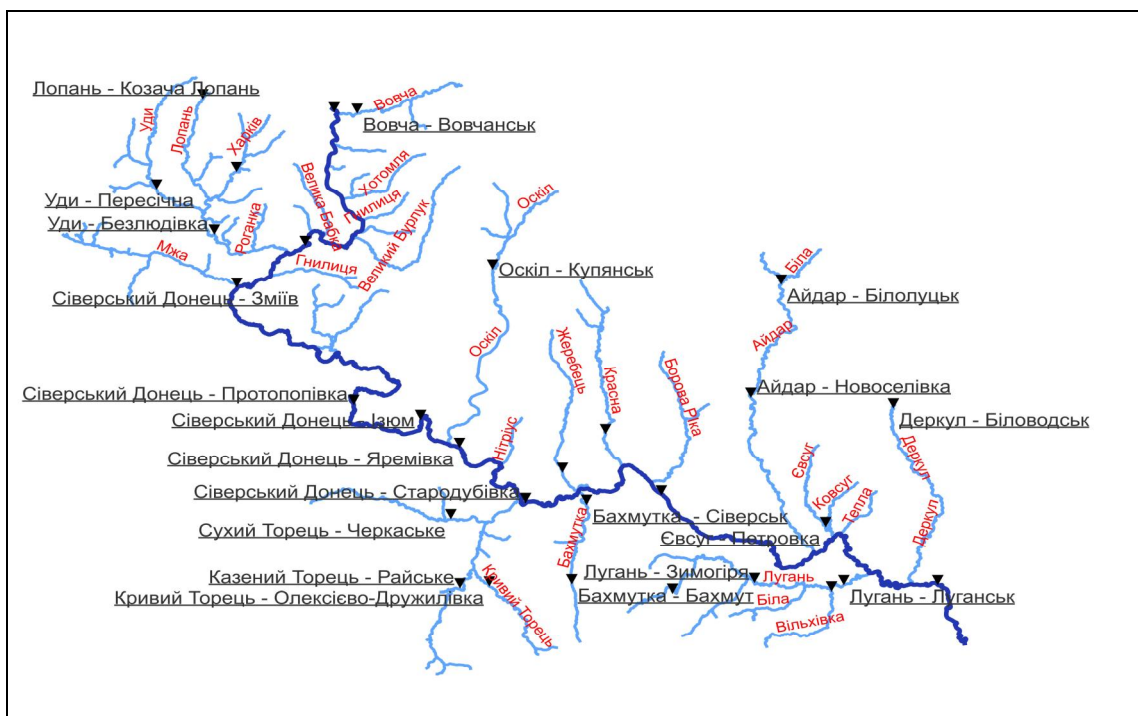 Лопань - Козача Лопань
Вовча
Вовча - Вовчанськ
Уди
Лопань
Харків
Велика Бабка
Хотомля
Гнилиця
Великий Бурлук
Оскіл
Уди - Пересічна
Уди - Безлюдівка
Роганка
Мжа
Гнилиця
Оскіл - Купянськ
Біла
Сіверський Донець - Зміїв
Айдар - Білолуцьк
Оскіл
Жеребець
Красна
Борова Ріка
Айдар
Сіверський Донець - Протопопівка
Айдар - Новоселівка
Сіверський Донець - Ізюм
Деркул - Біловодськ
Нітріус
Сіверський Донець - Яремівка
Євсуг
Деркул
Сіверський Донець - Стародубівка
Ковсуг
Тепла
Бахмутка - Сіверськ
Сухий Торець - Черкаське
Євсуг - Петровка
Бахмутка
Деркул
Казений Торець - Райське
Лугань - Зимогіря
Лугань
Кривий Торець - Олексієво-Дружилівка
Кривий Торець
Бахмутка - Бахмут
Біла
Лугань - Луганськ
Вільхівка